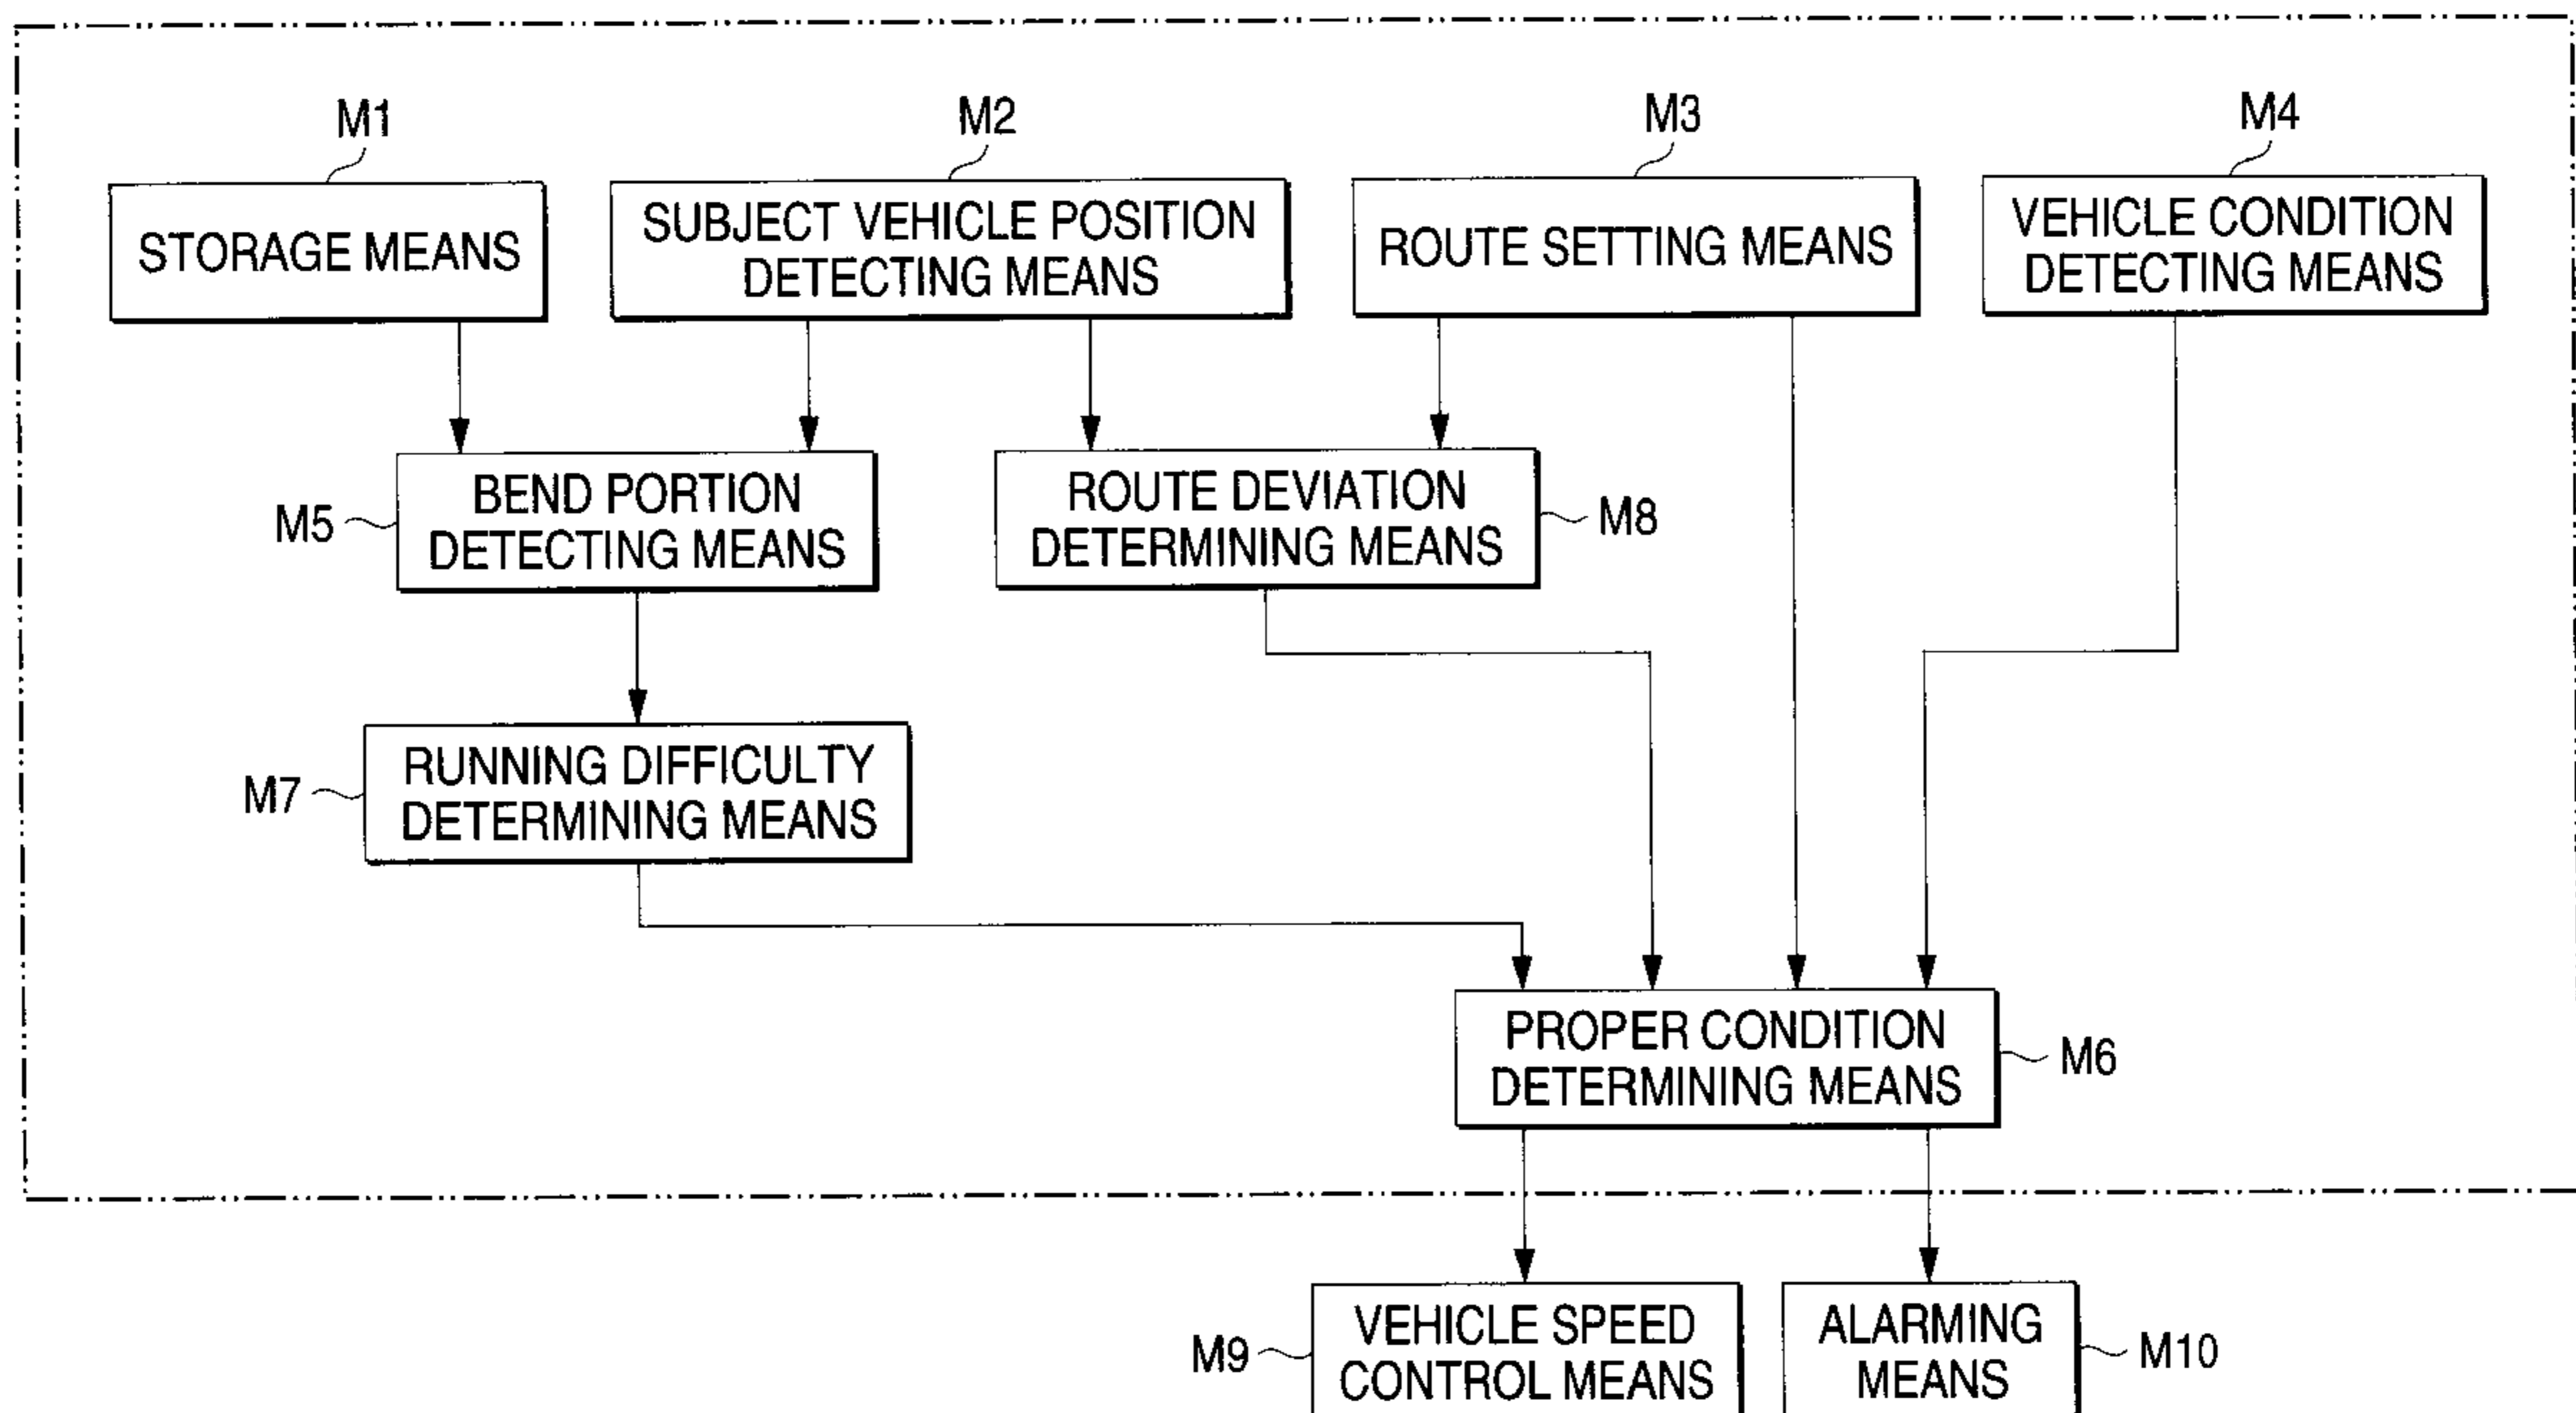 M1
M2
M3
M4
STORAGE MEANS
SUBJECT VEHICLE POSITION
DETECTING MEANS
ROUTE SETTING MEANS
VEHICLE CONDITION
DETECTING MEANS
M5
BEND PORTION
DETECTING MEANS
ROUTE DEVIATION
DETERMINING MEANS
M8
M7
RUNNING DIFFICULTY
DETERMINING MEANS
PROPER CONDITION
DETERMINING MEANS
M6
M9
VEHICLE SPEED
CONTROL MEANS
ALARMING
MEANS
M10